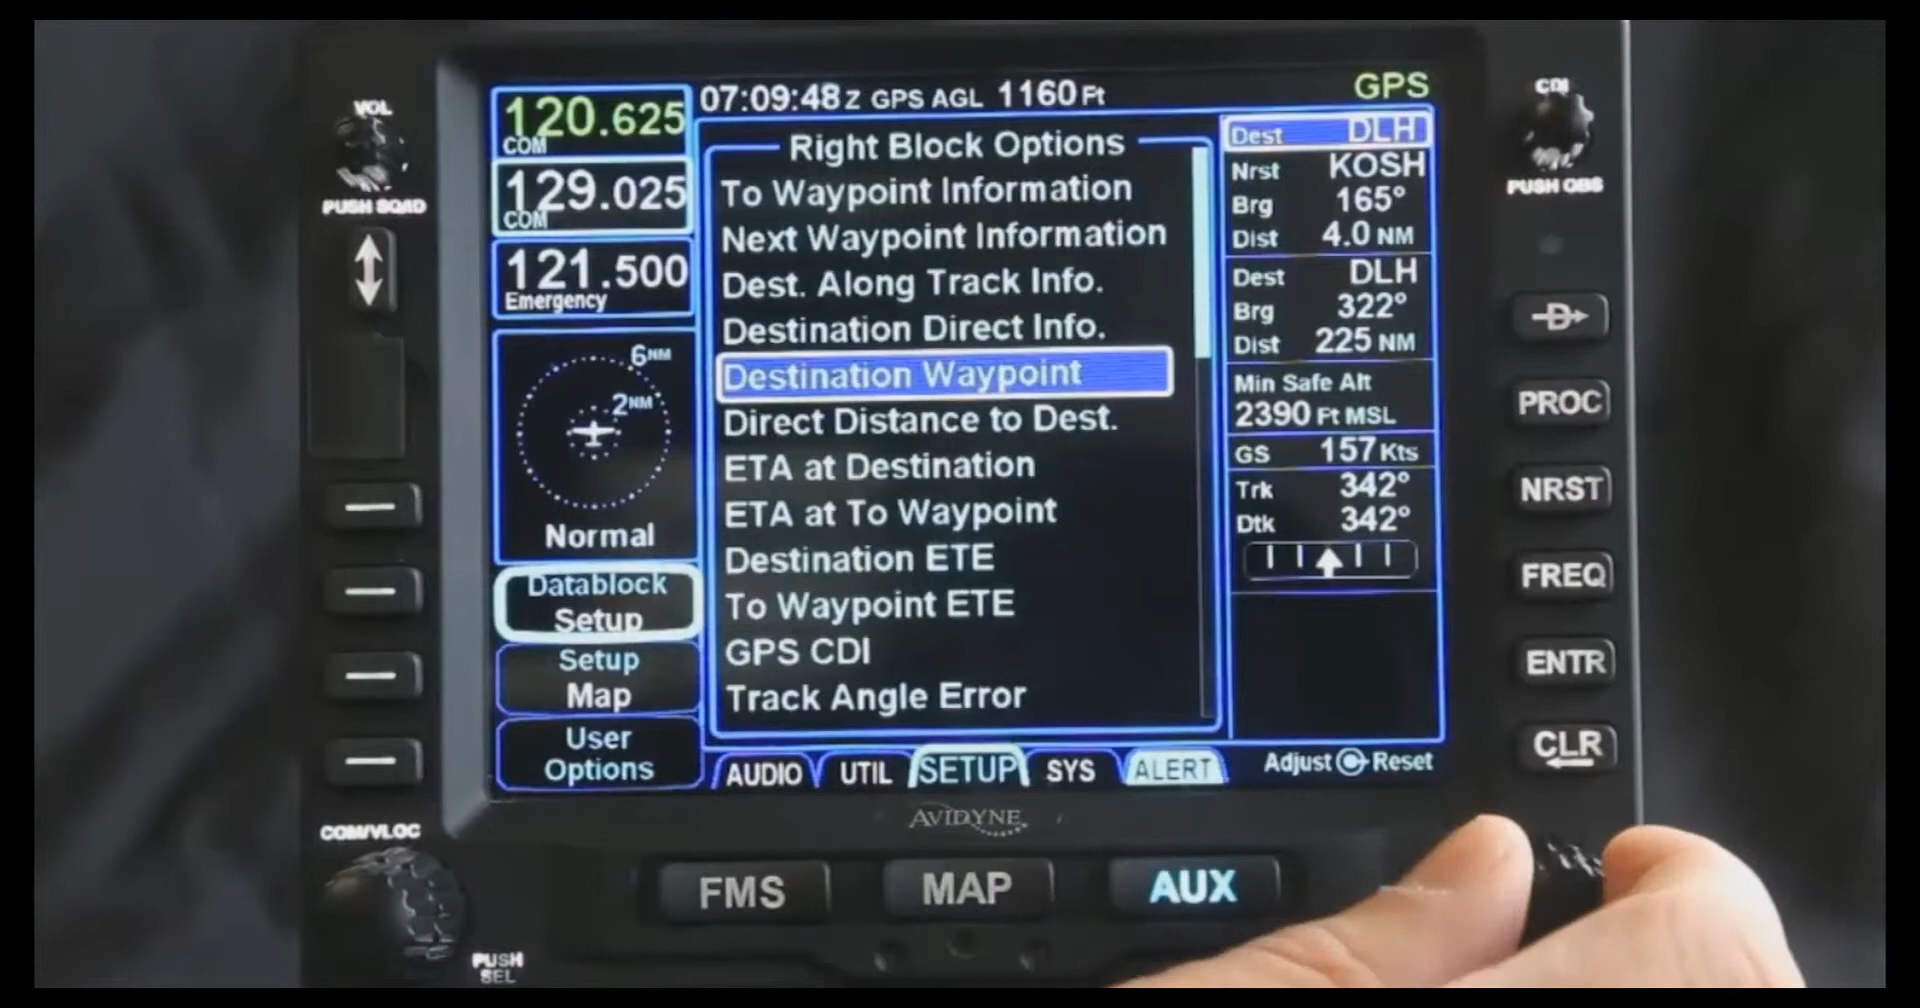 VOL
PUSH SQ/ID
COM/VLOC
PUSH
SEL
120.625
COM
129.025
COM
121.500
Emergency
6NM
2NM
Normal
Datablock
Setup
Setup
Map
User
Options
07:09:48Z GPS AGL 1160Ft
GPS
Right Block Options
To Waypoint Information
Next Waypoint Information
Dest. Along Track Info.
Destination Direct Info.
Destination Waypoint
Direct Distance to Dest.
ETA at Destination
ETA at To Waypoint
Destination ETE
To Waypoint ETE
GPS CDI
Track Angle Error
Dest DLH
Nrst KOSH
Brg 165°
Dist 4.0 NM
Dest DLH
Brg 322°
Dist 225 NM
Min Safe Alt
2390 Ft MSL
GS 157Kts
Trk 342°
Dtk 342°
AUDIO UTIL SETUP SYS ALERT
Adjust Reset
AVIDYNE
FMS MAP AUX
CDI
PUSH OBS
D
PROC
NRST
FREQ
ENTR
CLR